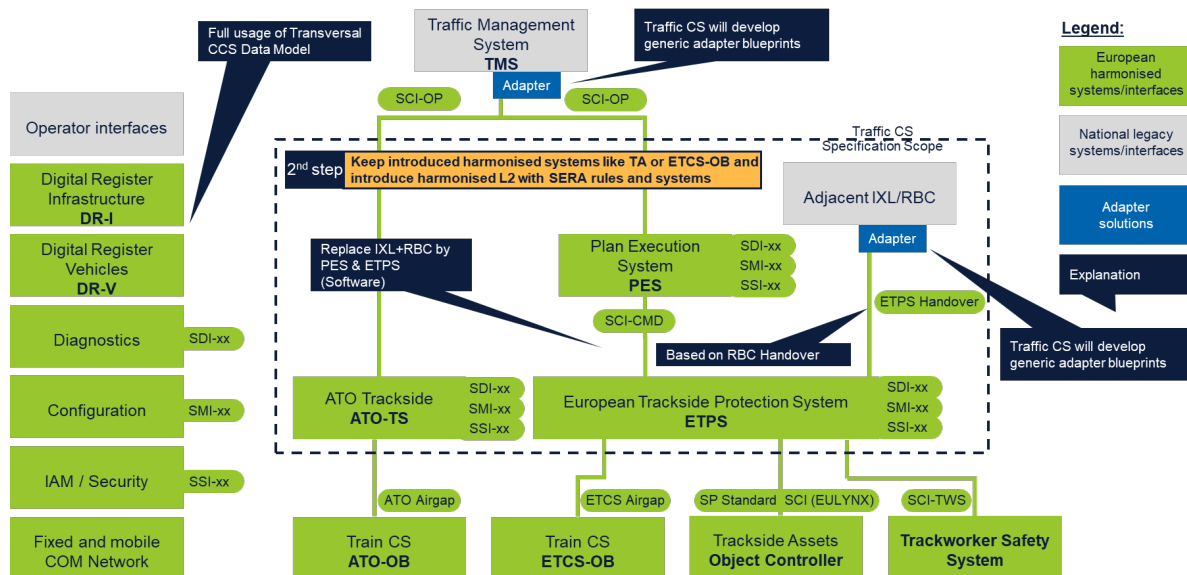 Full usage of Transversal
CCS Data Model
Traffic Management
System
TMS
Adapter
Traffic CS will develop
generic adapter blueprints
Legend:
European
harmonised
systems/interfaces
National legacy
systems/interfaces
Adapter
solutions
Explanation
SCI-OP
SCI-OP
Operator interfaces
Digital Register
Infrastructure
DR-I
Digital Register
Vehicles
DR-V
Diagnostics
SDI-xx
Configuration
SMI-xx
IAM / Security
SSI-xx
Fixed and mobile
COM Network
Traffic CS
Specification Scope
2nd step
Keep introduced harmonised systems like TA or ETCS-OB and
introduce harmonised L2 with SERA rules and systems
Adjacent IXL/RBC
Adapter
Replace IXL+RBC by
PES & ETPS
(Software)
Plan Execution
System
PES
SDI-xx
SMI-xx
SSI-xx
ETPS Handover
SCI-CMD
Based on RBC Handover
Traffic CS will develop
generic adapter blueprints
ATO Trackside
ATO-TS
SDI-xx
SMI-xx
SSI-xx
European Trackside Protection System
ETPS
SDI-xx
SMI-xx
SSI-xx
ATO Airgap
ETCS Airgap
SP Standard SCI (EULYNX)
SCI-TWS
Train CS
ATO-OB
Train CS
ETCS-OB
Trackside Assets
Object Controller
Trackworker Safety
System